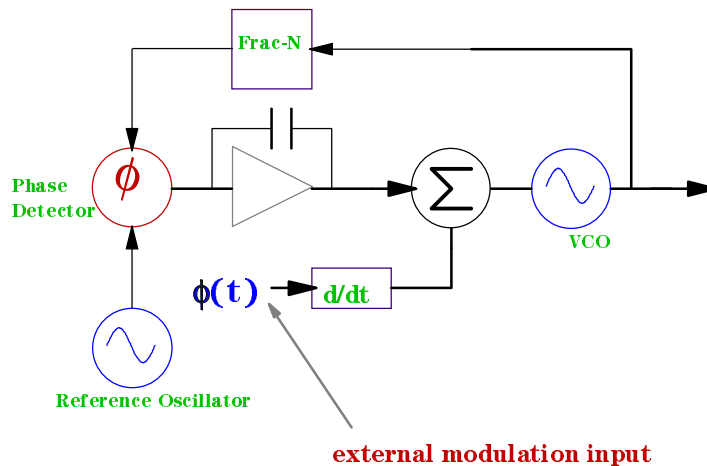 Frac-N
ϕ
Phase
Detector
Σ
VCO
ϕ(t)
d/dt
Reference Oscillator
external modulation input